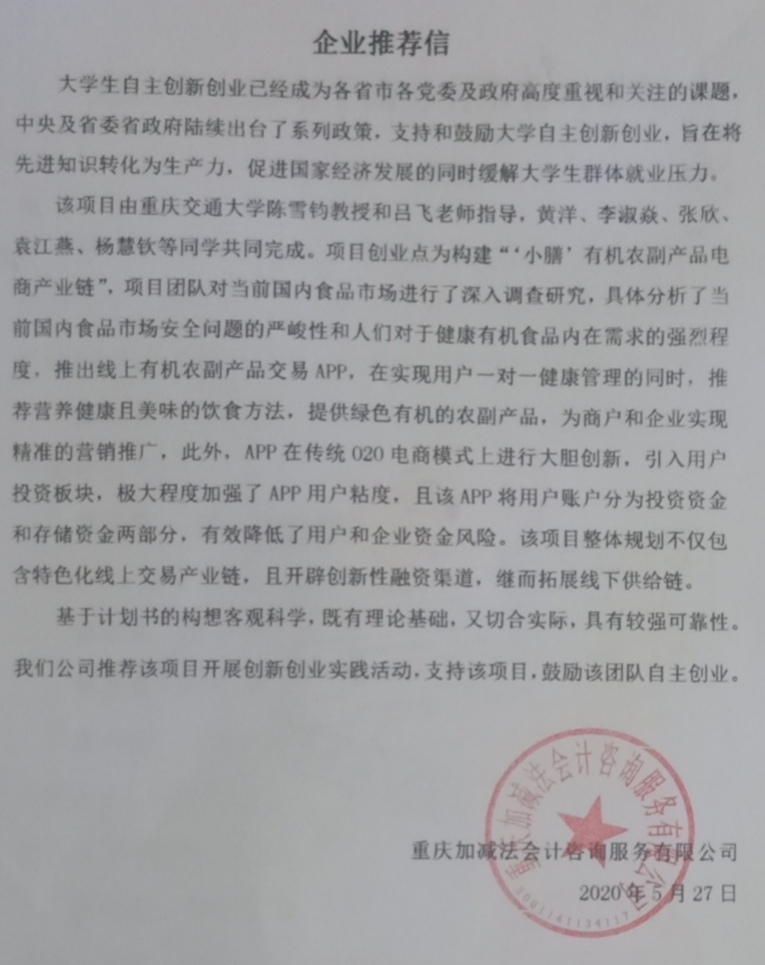 企业推荐信
大学生自主创新创业已经成为各省市各党委及政府高度重视和关注的课题，
中央及省委省政府陆续出台了系列政策，支持和鼓励大学自主创新创业，旨在将
先进知识转化为生产力，促进国家经济发展的同时缓解大学生群体就业压力。
该项目由重庆交通大学陈雪钧教授和吕飞老师指导，黄洋、李淑焱、张欣、
袁江燕、杨慧钦等同学共同完成。项目创业点为构建“‘小膳’有机农副产品电
商产业链”，项目团队对当前国内食品市场进行了深入调查研究，具体分析了当
前国内食品市场安全问题的严峻性和人们对于健康有机食品内在需求的强烈程
度，推出线上有机农副产品交易 APP，在实现用户一对一健康管理的同时，推
荐营养健康且美味的饮食方法，提供绿色有机的农副产品，为商户和企业实现
精准的营销推广，此外，APP 在传统 O2O 电商模式上进行大胆创新，引入用户
投资板块，极大程度加强了 APP 用户粘度，且该 APP 将用户账户分为投资资金
和存储资金两部分，有效降低了用户和企业资金风险。该项目整体规划不仅包
含特色化线上交易产业链，且开辟创新性融资渠道，继而拓展线下供给链。
基于计划书的构想客观科学，既有理论基础，又切合实际，具有较强可靠性。
我们公司推荐该项目开展创新创业实践活动，支持该项目，鼓励该团队自主创业。
重庆加减法会计咨询服务有限公司
重庆加减法会计咨询服务有限公司
2020 年 5 月 27 日